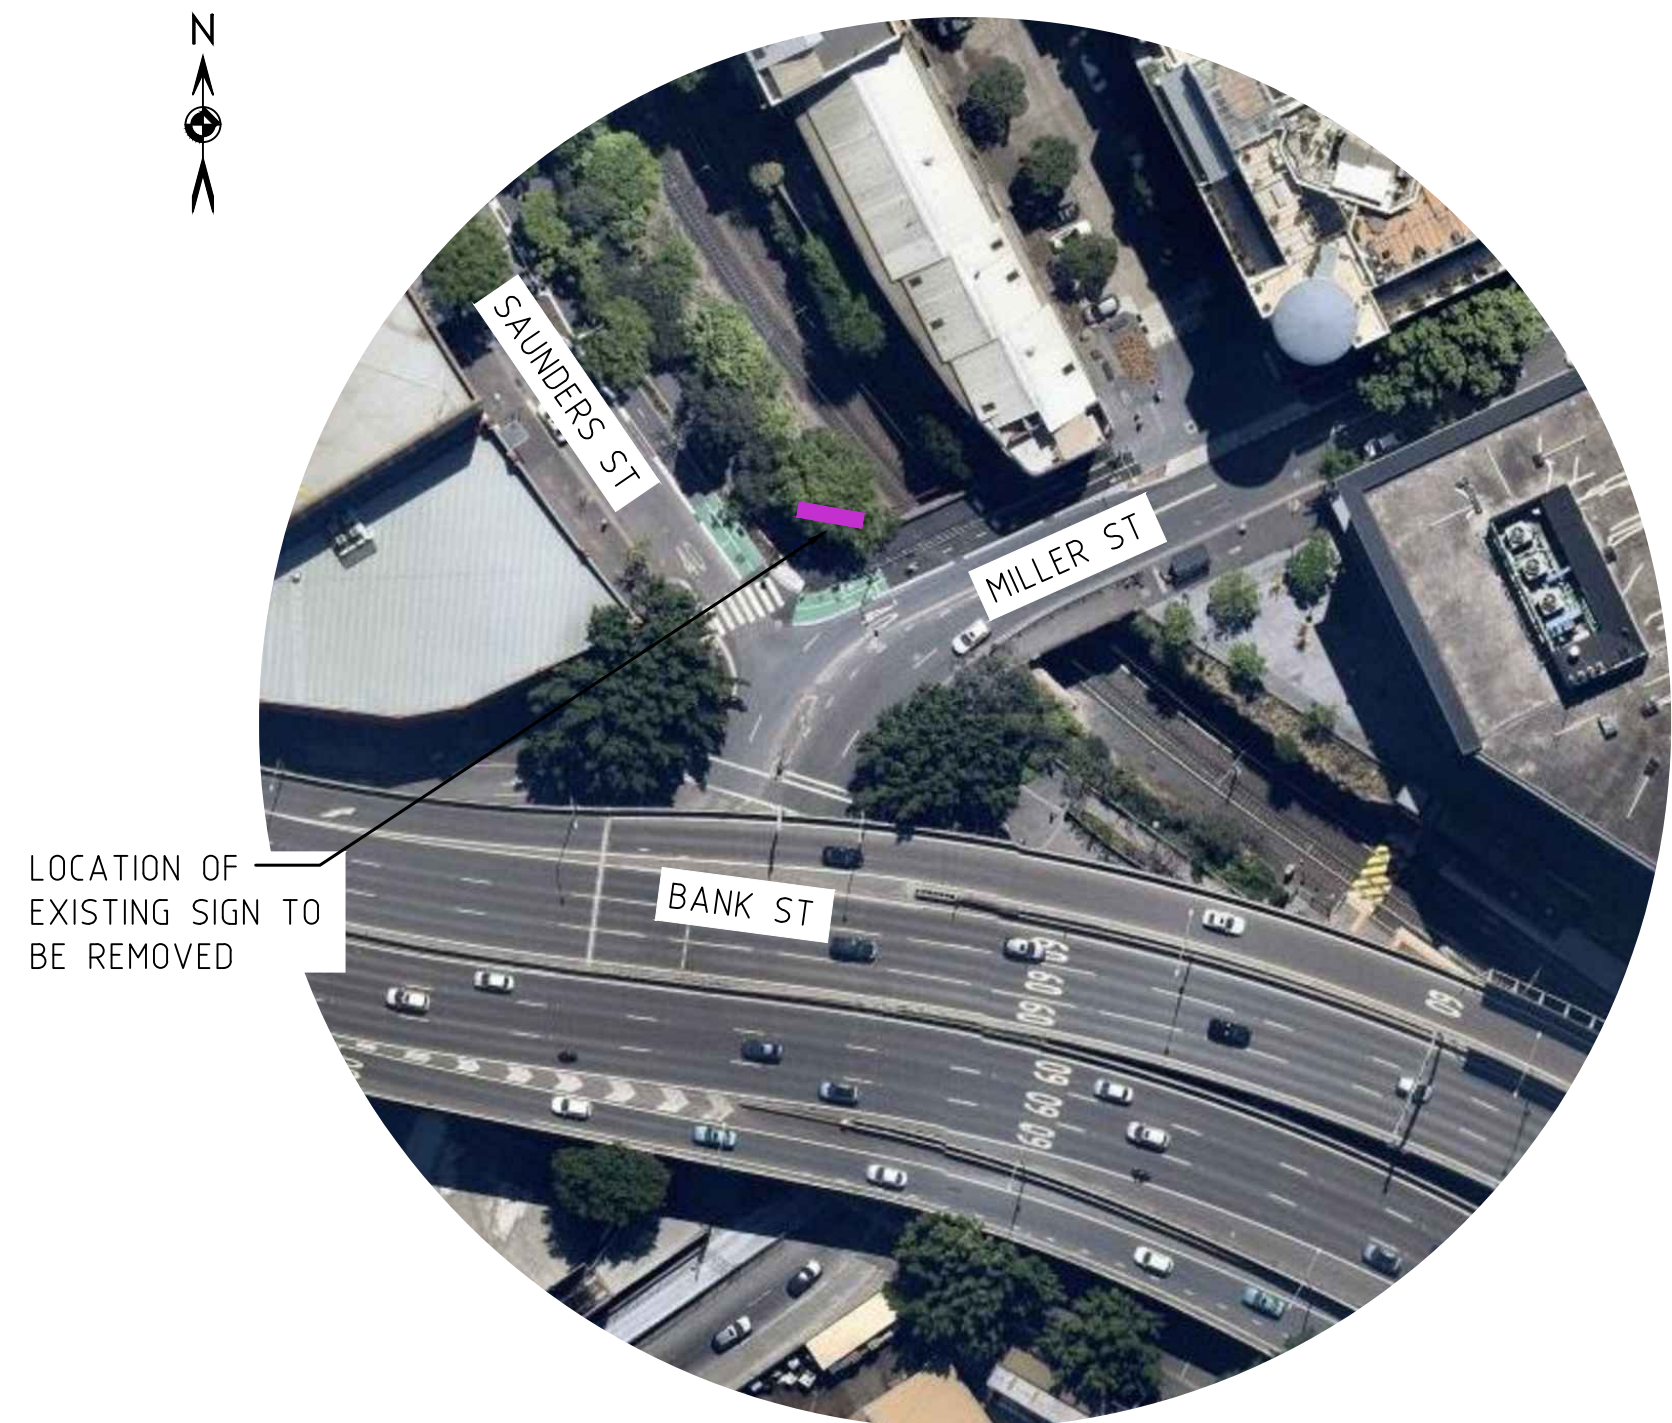 N
SAUNDERS ST
MILLER ST
LOCATION OF
EXISTING SIGN TO
BE REMOVED
BANK ST
60 60 60
60
60 60 60